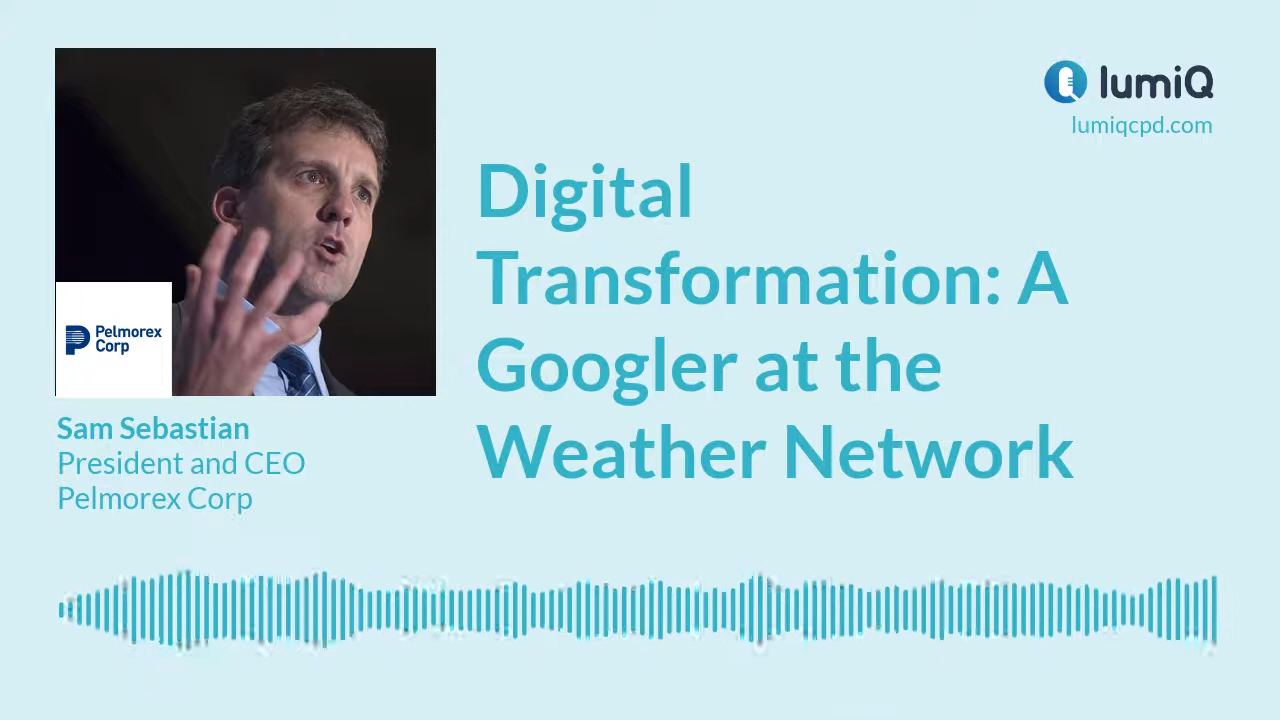 lumiQ
lumiqcpd.com
Digital
Transformation: A
Googler at the
Weather Network
Pelmorex
Corp
Sam Sebastian
President and CEO
Pelmorex Corp